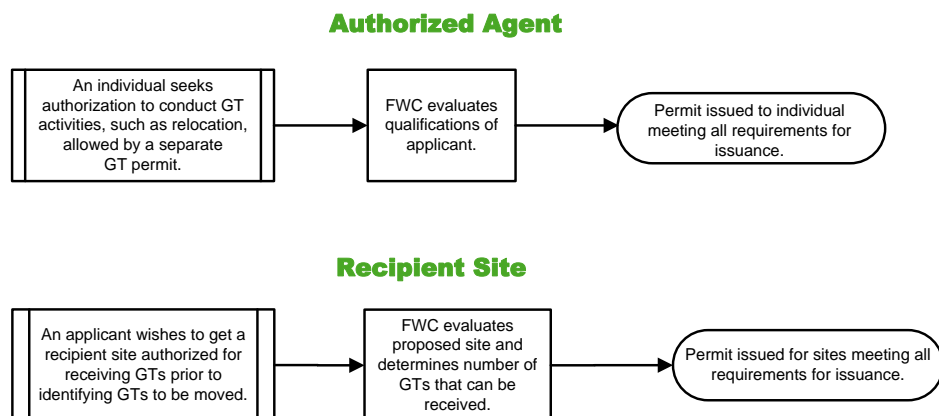 Authorized Agent
An individual seeks
authorization to conduct GT
activities, such as relocation,
allowed by a separate
GT permit.
FWC evaluates
qualifications of
applicant.
Permit issued to individual
meeting all requirements for
issuance.
Recipient Site
An applicant wishes to get a
recipient site authorized for
receiving GTs prior to
identifying GTs to be moved.
FWC evaluates
proposed site and
determines number of
GTs that can be
received.
Permit issued for sites meeting all
requirements for issuance.